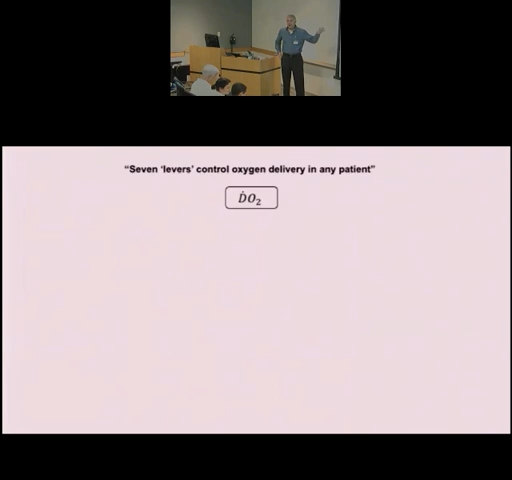 “Seven ‘levers’ control oxygen delivery in any patient”
ḊO₂